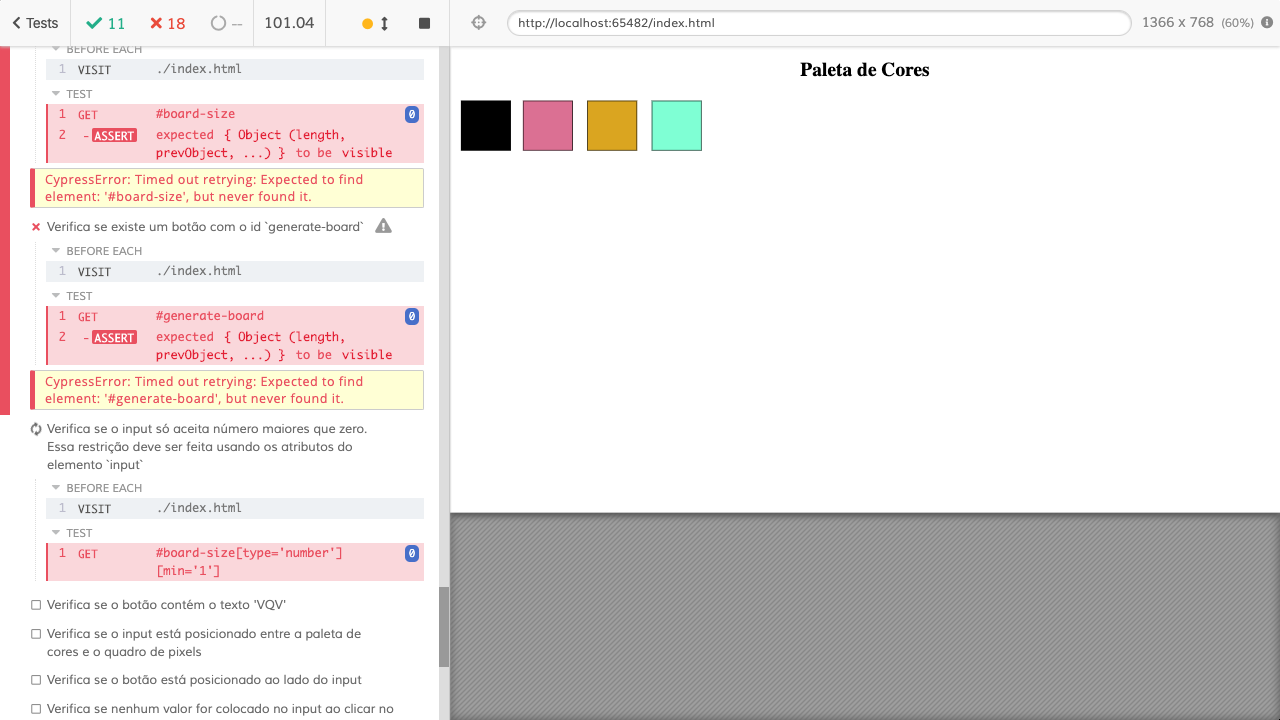 Tests
11
18
--
101.04
http://localhost:65482/index.html
1366 x 768 (60%)
BEFORE EACH
1 VISIT ./index.html
TEST
1 GET #board-size 0
2 -ASSERT expected { Object (length,
prevObject, ...) } to be visible
CypressError: Timed out retrying: Expected to find
element: '#board-size', but never found it.
Verifica se existe um botão com o id `generate-board`
BEFORE EACH
1 VISIT ./index.html
TEST
1 GET #generate-board 0
2 -ASSERT expected { Object (length,
prevObject, ...) } to be visible
CypressError: Timed out retrying: Expected to find
element: '#generate-board', but never found it.
Verifica se o input só aceita número maiores que zero.
Essa restrição deve ser feita usando os atributos do
elemento `input`
BEFORE EACH
1 VISIT ./index.html
TEST
1 GET #board-size[type='number'] 0
[min='1']
Verifica se o botão contém o texto 'VQV'
Verifica se o input está posicionado entre a paleta de
cores e o quadro de pixels
Verifica se o botão está posicionado ao lado do input
Verifica se nenhum valor for colocado no input ao clicar no
Paleta de Cores